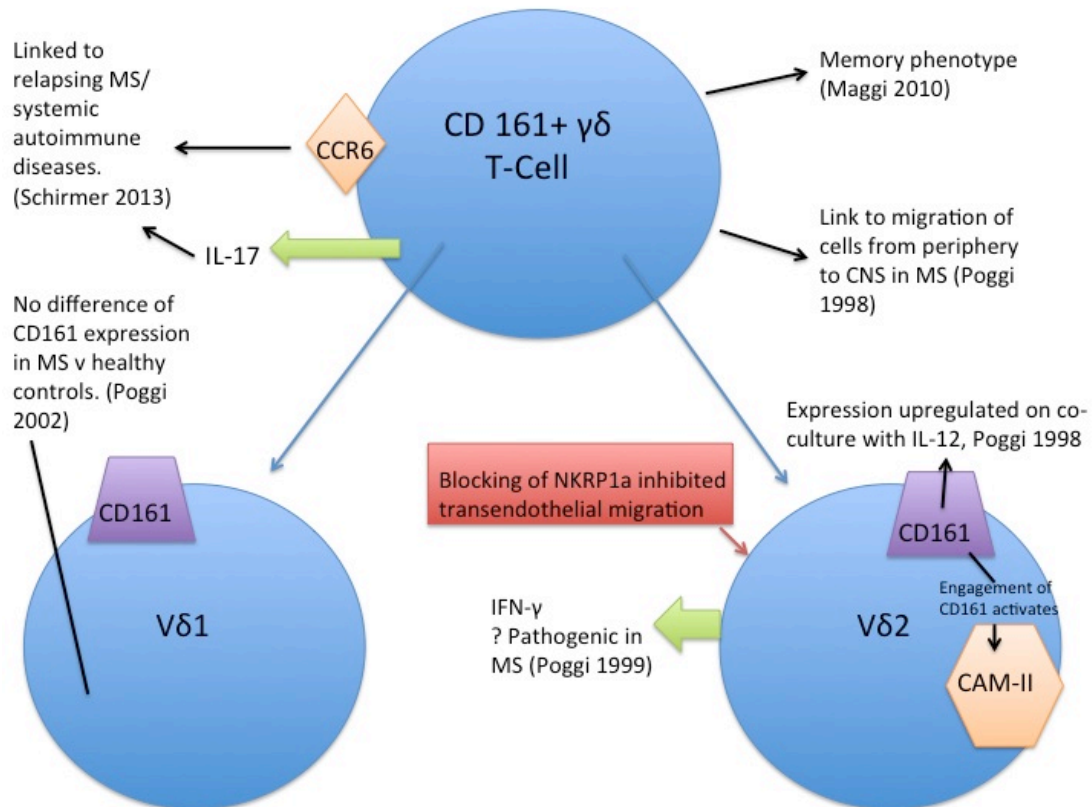 Linked to
relapsing MS/
systemic
autoimmune
diseases.
(Schirmer 2013)
CCR6
CD 161+ γδ
T-Cell
Memory phenotype
(Maggi 2010)
IL-17
Link to migration of
cells from periphery
to CNS in MS (Poggi
1998)
No difference of
CD161 expression
in MS v healthy
controls. (Poggi
2002)
Expression upregulated on co-
culture with IL-12, Poggi 1998
Blocking of NKRP1a inhibited
transendothelial migration
CD161
Vδ1
CD161
Engagement of
CD161 activates
IFN-γ
? Pathogenic in
MS (Poggi 1999)
Vδ2
CAM-II